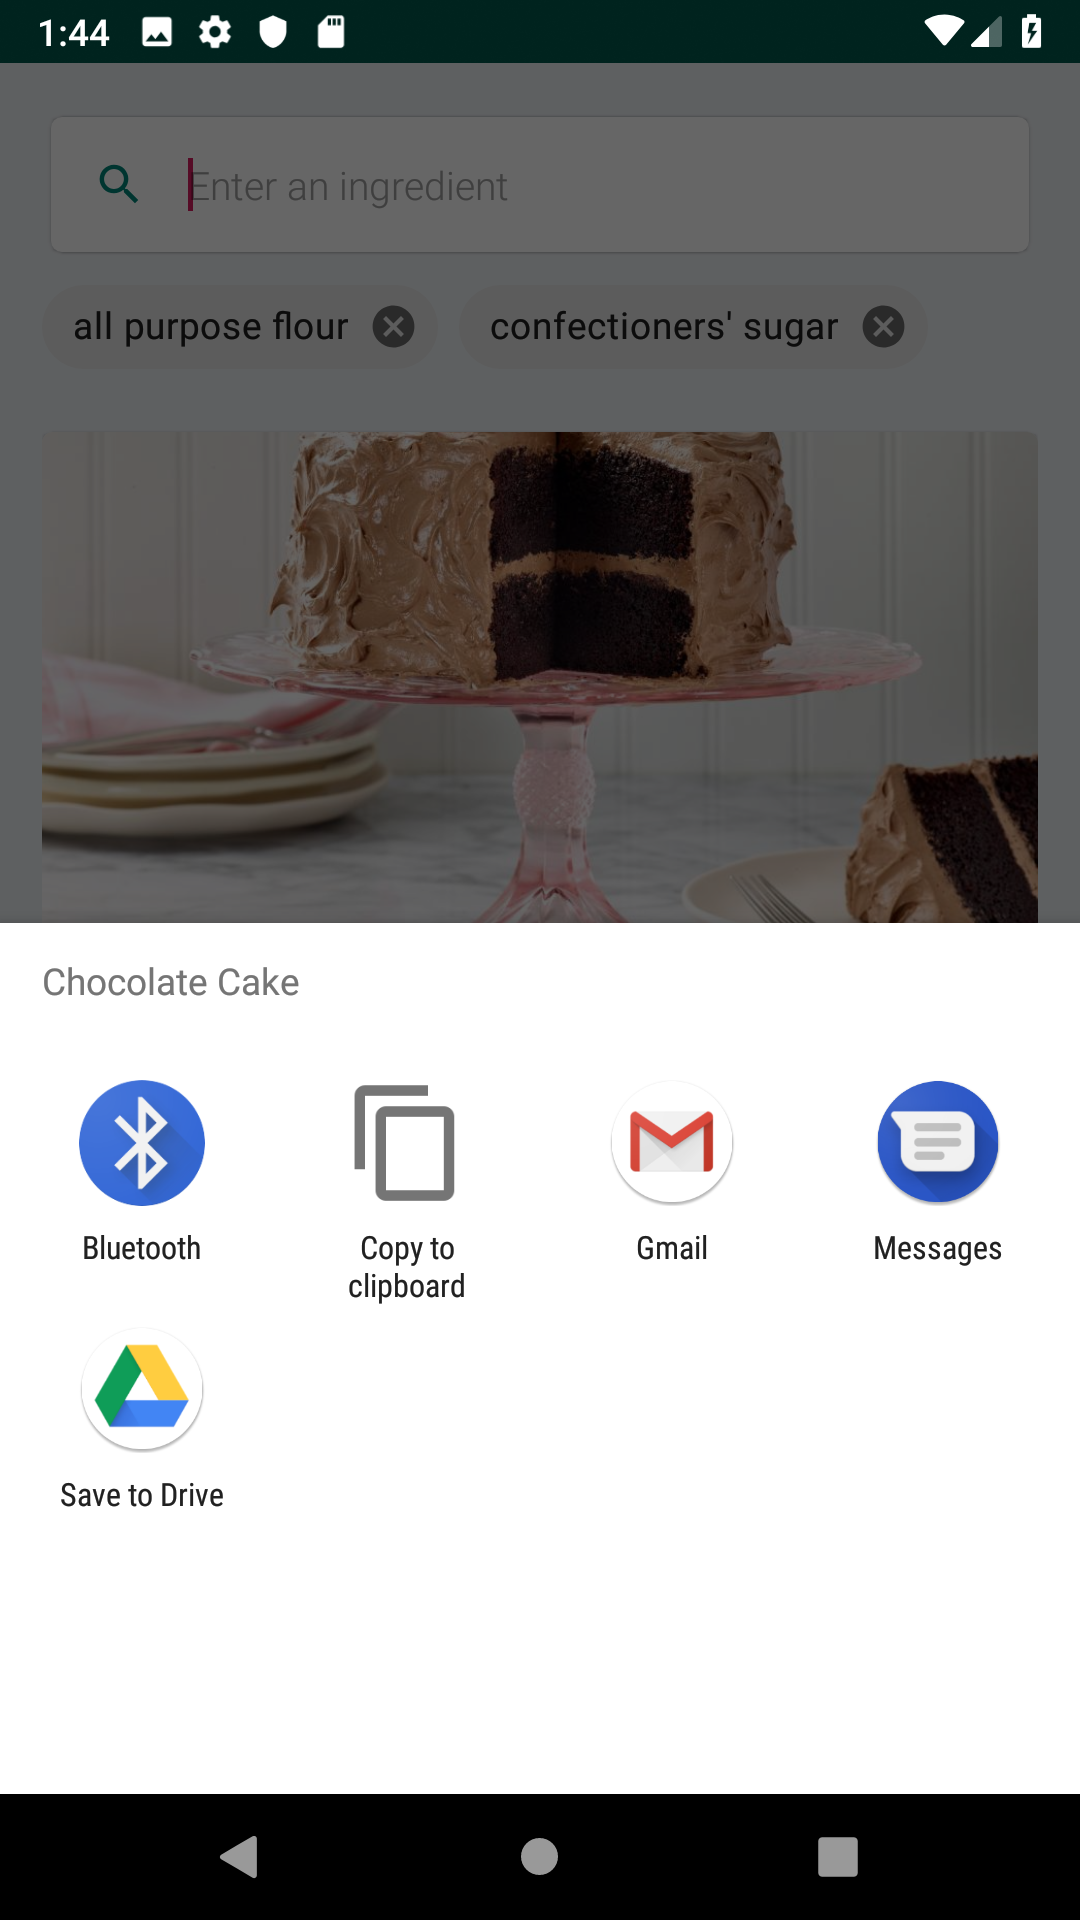 1:44
Enter an ingredient
all purpose flour
confectioners' sugar
Chocolate Cake
Bluetooth
Copy to
clipboard
Gmail
Messages
Save to Drive